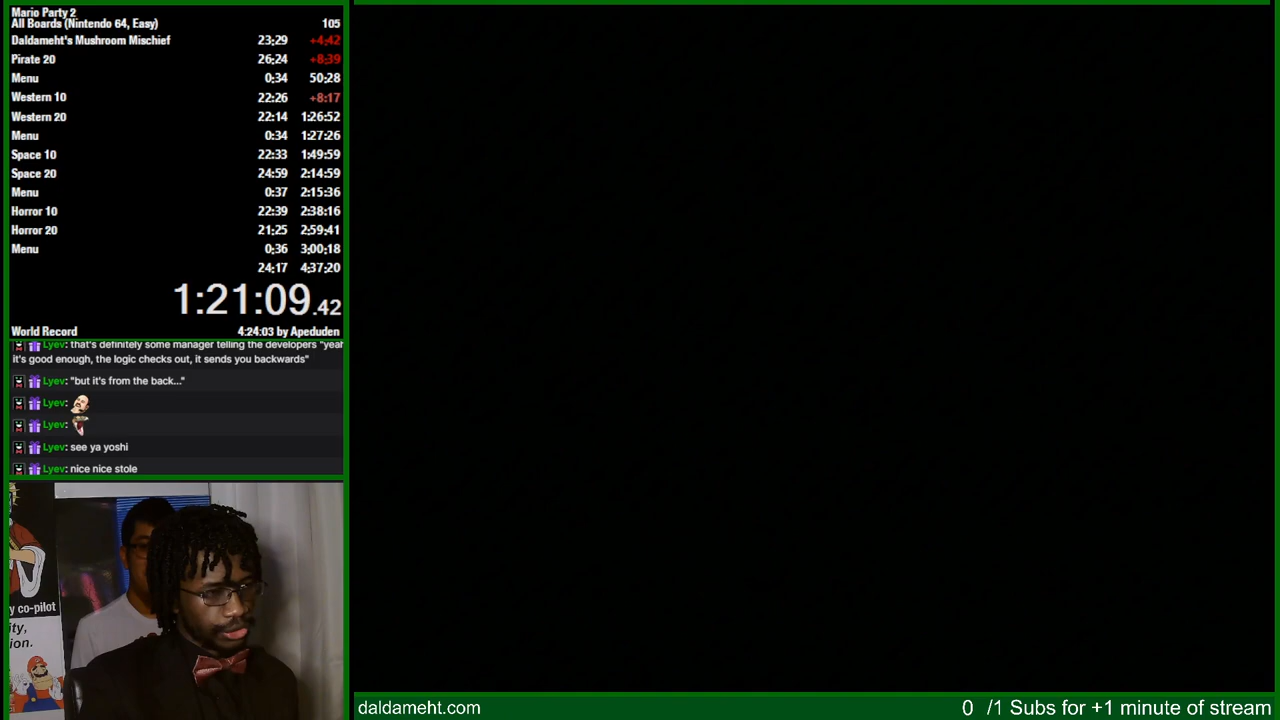 Mario Party 2
All Boards (Nintendo 64, Easy) 105
Daldameht's Mushroom Mischief 23:29 +4:42
Pirate 20 26:24 +8:39
Menu 0:34 50:28
Western 10 22:26 +8:17
Western 20 22:14 1:26:52
Menu 0:34 1:27:26
Space 10 22:33 1:49:59
Space 20 24:59 2:14:59
Menu 0:37 2:15:36
Horror 10 22:39 2:38:16
Horror 20 21:25 2:59:41
Menu 0:36 3:00:18
24:17 4:37:20
1:21:09.42
World Record 4:24:03 by Apeduden
Lyev: that's definitely some manager telling the developers "yeah
it's good enough, the logic checks out, it sends you backwards"
Lyev: "but it's from the back..."
Lyev:
Lyev:
Lyev: see ya yoshi
Lyev: nice nice stole
y co-pilot
ity,
ion.
daldameht.com 0 /1 Subs for +1 minute of stream